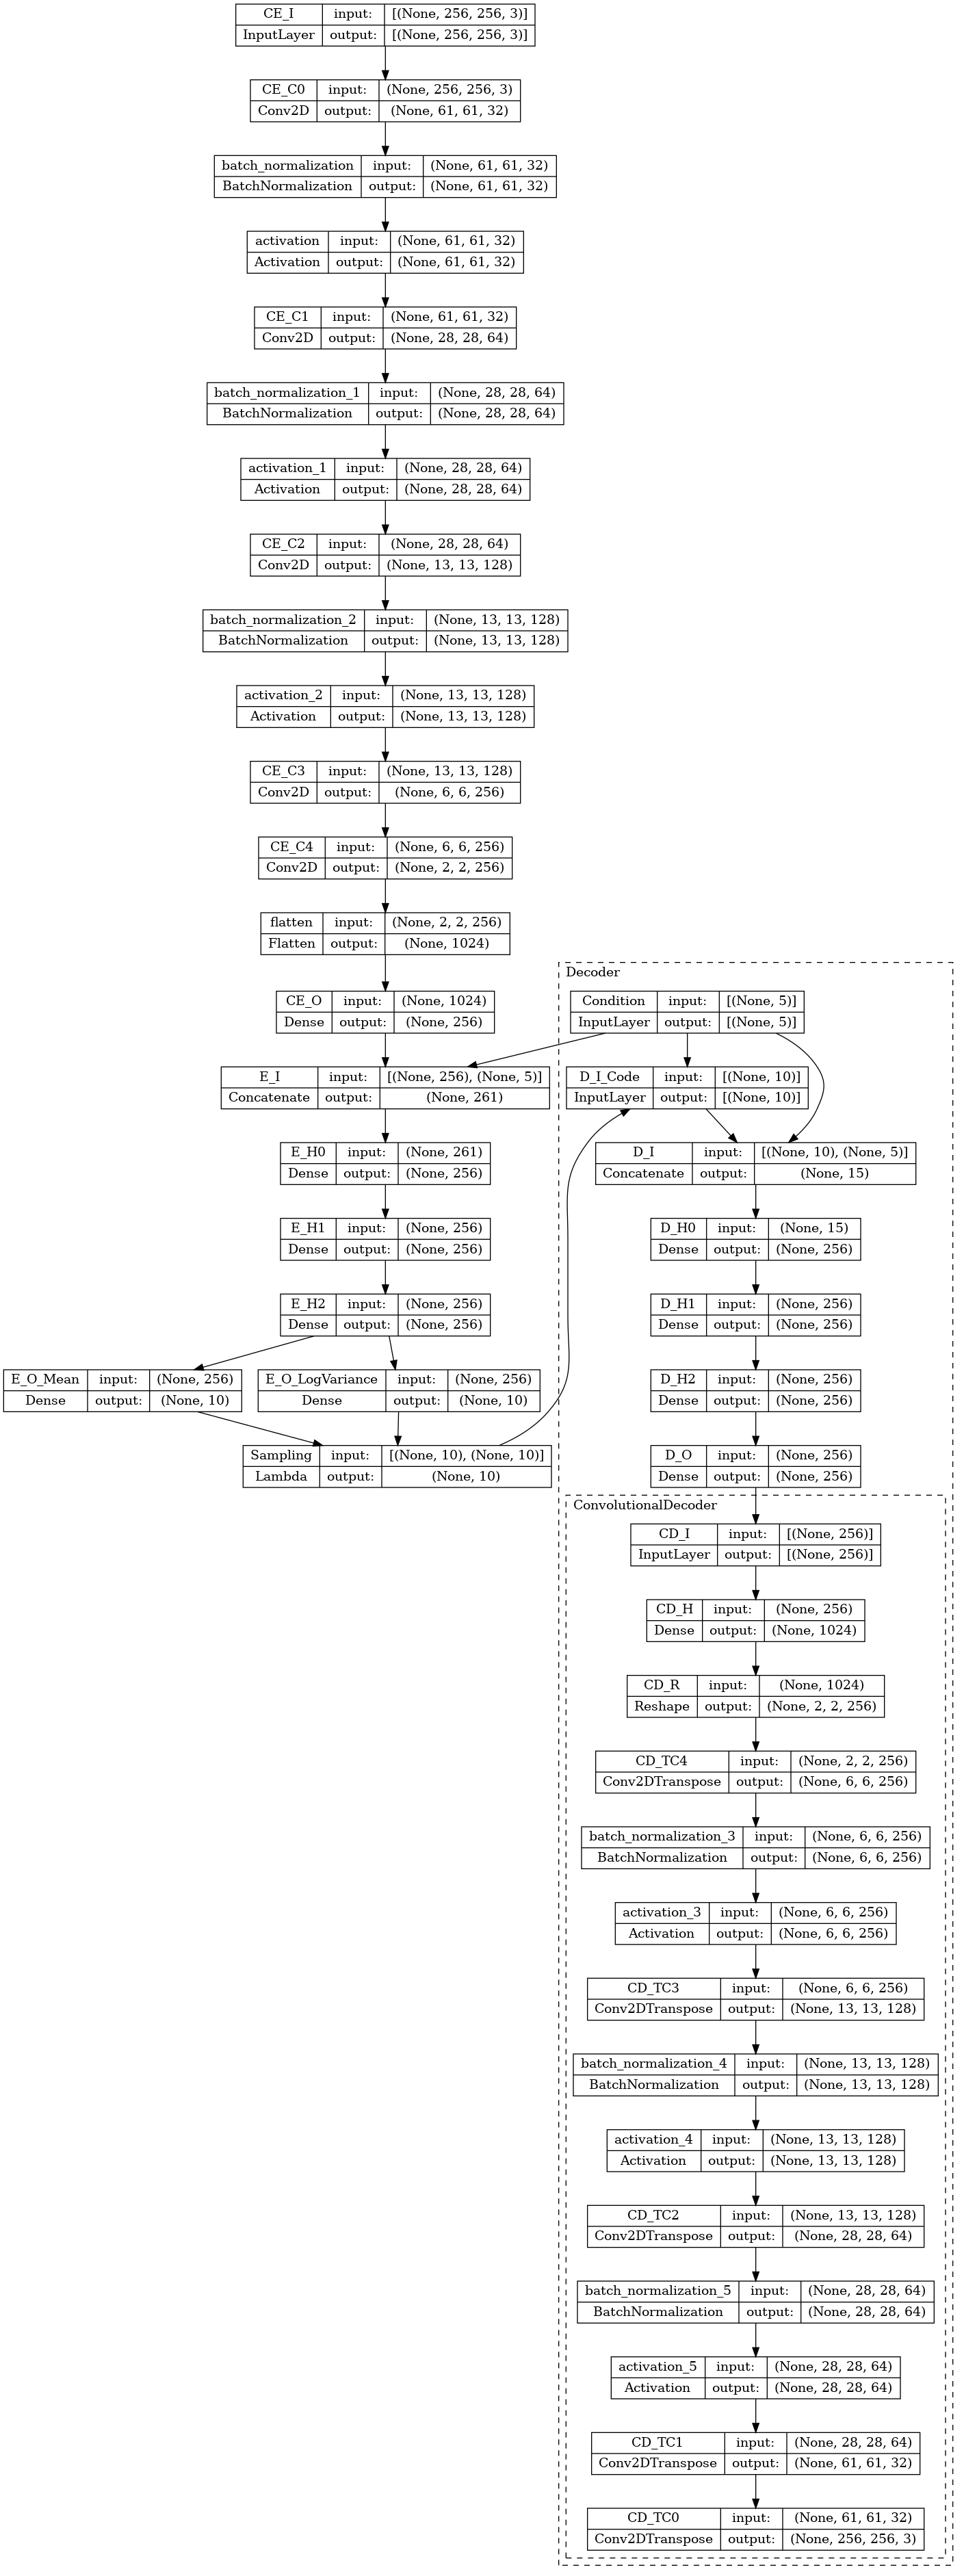 CE_I input: [(None, 256, 256, 3)]
InputLayer output: [(None, 256, 256, 3)]
CE_C0 input: (None, 256, 256, 3)
Conv2D output: (None, 61, 61, 32)
batch_normalization input: (None, 61, 61, 32)
BatchNormalization output: (None, 61, 61, 32)
activation input: (None, 61, 61, 32)
Activation output: (None, 61, 61, 32)
CE_C1 input: (None, 61, 61, 32)
Conv2D output: (None, 28, 28, 64)
batch_normalization_1 input: (None, 28, 28, 64)
BatchNormalization output: (None, 28, 28, 64)
activation_1 input: (None, 28, 28, 64)
Activation output: (None, 28, 28, 64)
CE_C2 input: (None, 28, 28, 64)
Conv2D output: (None, 13, 13, 128)
batch_normalization_2 input: (None, 13, 13, 128)
BatchNormalization output: (None, 13, 13, 128)
activation_2 input: (None, 13, 13, 128)
Activation output: (None, 13, 13, 128)
CE_C3 input: (None, 13, 13, 128)
Conv2D output: (None, 6, 6, 256)
CE_C4 input: (None, 6, 6, 256)
Conv2D output: (None, 2, 2, 256)
flatten input: (None, 2, 2, 256)
Flatten output: (None, 1024)
CE_O input: (None, 1024)
Dense output: (None, 256)
E_I input: [(None, 256), (None, 5)]
Concatenate output: (None, 261)
E_H0 input: (None, 261)
Dense output: (None, 256)
E_H1 input: (None, 256)
Dense output: (None, 256)
E_H2 input: (None, 256)
Dense output: (None, 256)
E_O_Mean input: (None, 256)
Dense output: (None, 10)
E_O_LogVariance input: (None, 256)
Dense output: (None, 10)
Sampling input: [(None, 10), (None, 10)]
Lambda output: (None, 10)
Decoder
Condition input: [(None, 5)]
InputLayer output: [(None, 5)]
D_I_Code input: [(None, 10)]
InputLayer output: [(None, 10)]
D_I input: [(None, 10), (None, 5)]
Concatenate output: (None, 15)
D_H0 input: (None, 15)
Dense output: (None, 256)
D_H1 input: (None, 256)
Dense output: (None, 256)
D_H2 input: (None, 256)
Dense output: (None, 256)
D_O input: (None, 256)
Dense output: (None, 256)
ConvolutionalDecoder
CD_I input: [(None, 256)]
InputLayer output: [(None, 256)]
CD_H input: (None, 256)
Dense output: (None, 1024)
CD_R input: (None, 1024)
Reshape output: (None, 2, 2, 256)
CD_TC4 input: (None, 2, 2, 256)
Conv2DTranspose output: (None, 6, 6, 256)
batch_normalization_3 input: (None, 6, 6, 256)
BatchNormalization output: (None, 6, 6, 256)
activation_3 input: (None, 6, 6, 256)
Activation output: (None, 6, 6, 256)
CD_TC3 input: (None, 6, 6, 256)
Conv2DTranspose output: (None, 13, 13, 128)
batch_normalization_4 input: (None, 13, 13, 128)
BatchNormalization output: (None, 13, 13, 128)
activation_4 input: (None, 13, 13, 128)
Activation output: (None, 13, 13, 128)
CD_TC2 input: (None, 13, 13, 128)
Conv2DTranspose output: (None, 28, 28, 64)
batch_normalization_5 input: (None, 28, 28, 64)
BatchNormalization output: (None, 28, 28, 64)
activation_5 input: (None, 28, 28, 64)
Activation output: (None, 28, 28, 64)
CD_TC1 input: (None, 28, 28, 64)
Conv2DTranspose output: (None, 61, 61, 32)
CD_TC0 input: (None, 61, 61, 32)
Conv2DTranspose output: (None, 256, 256, 3)